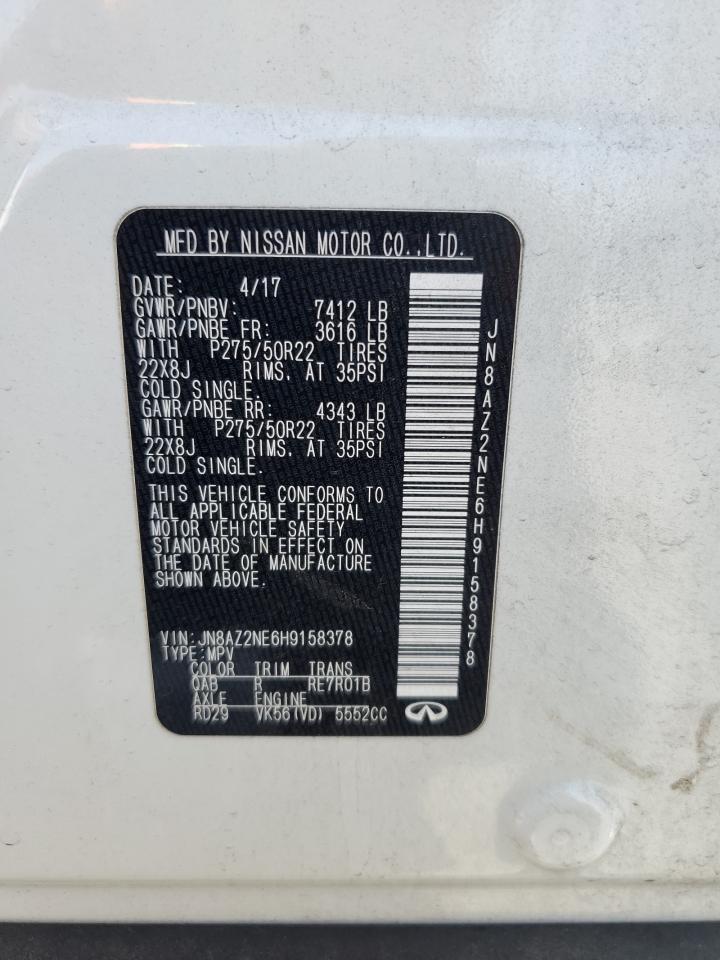 MFD BY NISSAN MOTOR CO.,LTD.
DATE: 4/17
GVWR/PNBV: 7412 LB
GAWR/PNBE FR: 3616 LB
WITH P275/50R22 TIRES
22X8J RIMS, AT 35PSI
COLD SINGLE.
GAWR/PNBE RR: 4343 LB
WITH P275/50R22 TIRES
22X8J RIMS, AT 35PSI
COLD SINGLE.
THIS VEHICLE CONFORMS TO
ALL APPLICABLE FEDERAL
MOTOR VEHICLE SAFETY
STANDARDS IN EFFECT ON
THE DATE OF MANUFACTURE
SHOWN ABOVE.
VIN:JN8AZ2NE6H9158378
TYPE:MPV
COLOR TRIM TRANS
QAB R RE7R01B
AXLE ENGINE
RD29 VK56(VD) 5552CC
JN8AZ2NE6H9158378